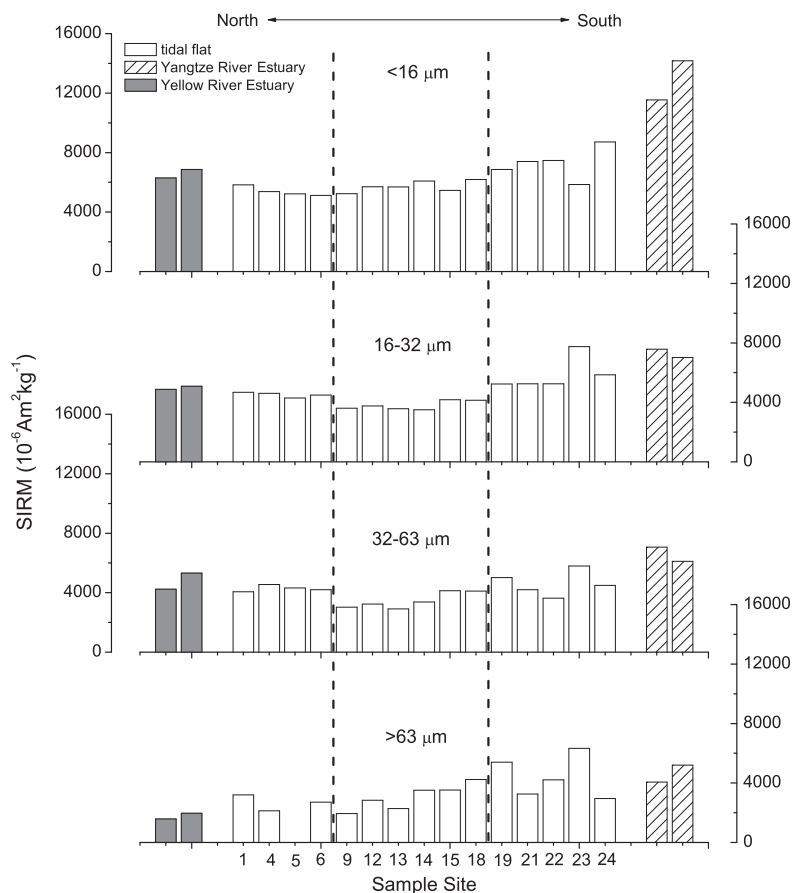 North South
16000
tidal flat
Yangtze River Estuary
Yellow River Estuary
<16 μm
12000
8000
4000
0
16000
12000
16-32 μm
8000
4000
0
16000
12000
32-63 μm
8000
4000
0
16000
12000
>63 μm
8000
4000
0
SIRM (10⁻⁶Am²kg⁻¹)
1 4 5 6 9 12 13 14 15 18 19 21 22 23 24
Sample Site